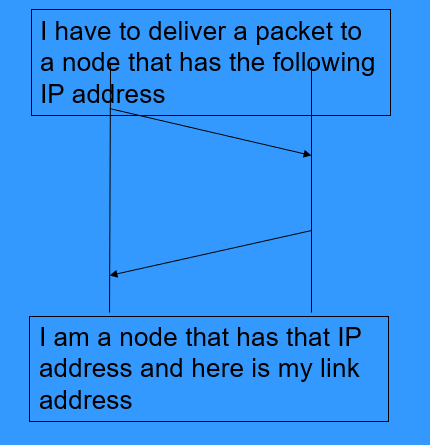 I have to deliver a packet to
a node that has the following
IP address
I am a node that has that IP
address and here is my link
address